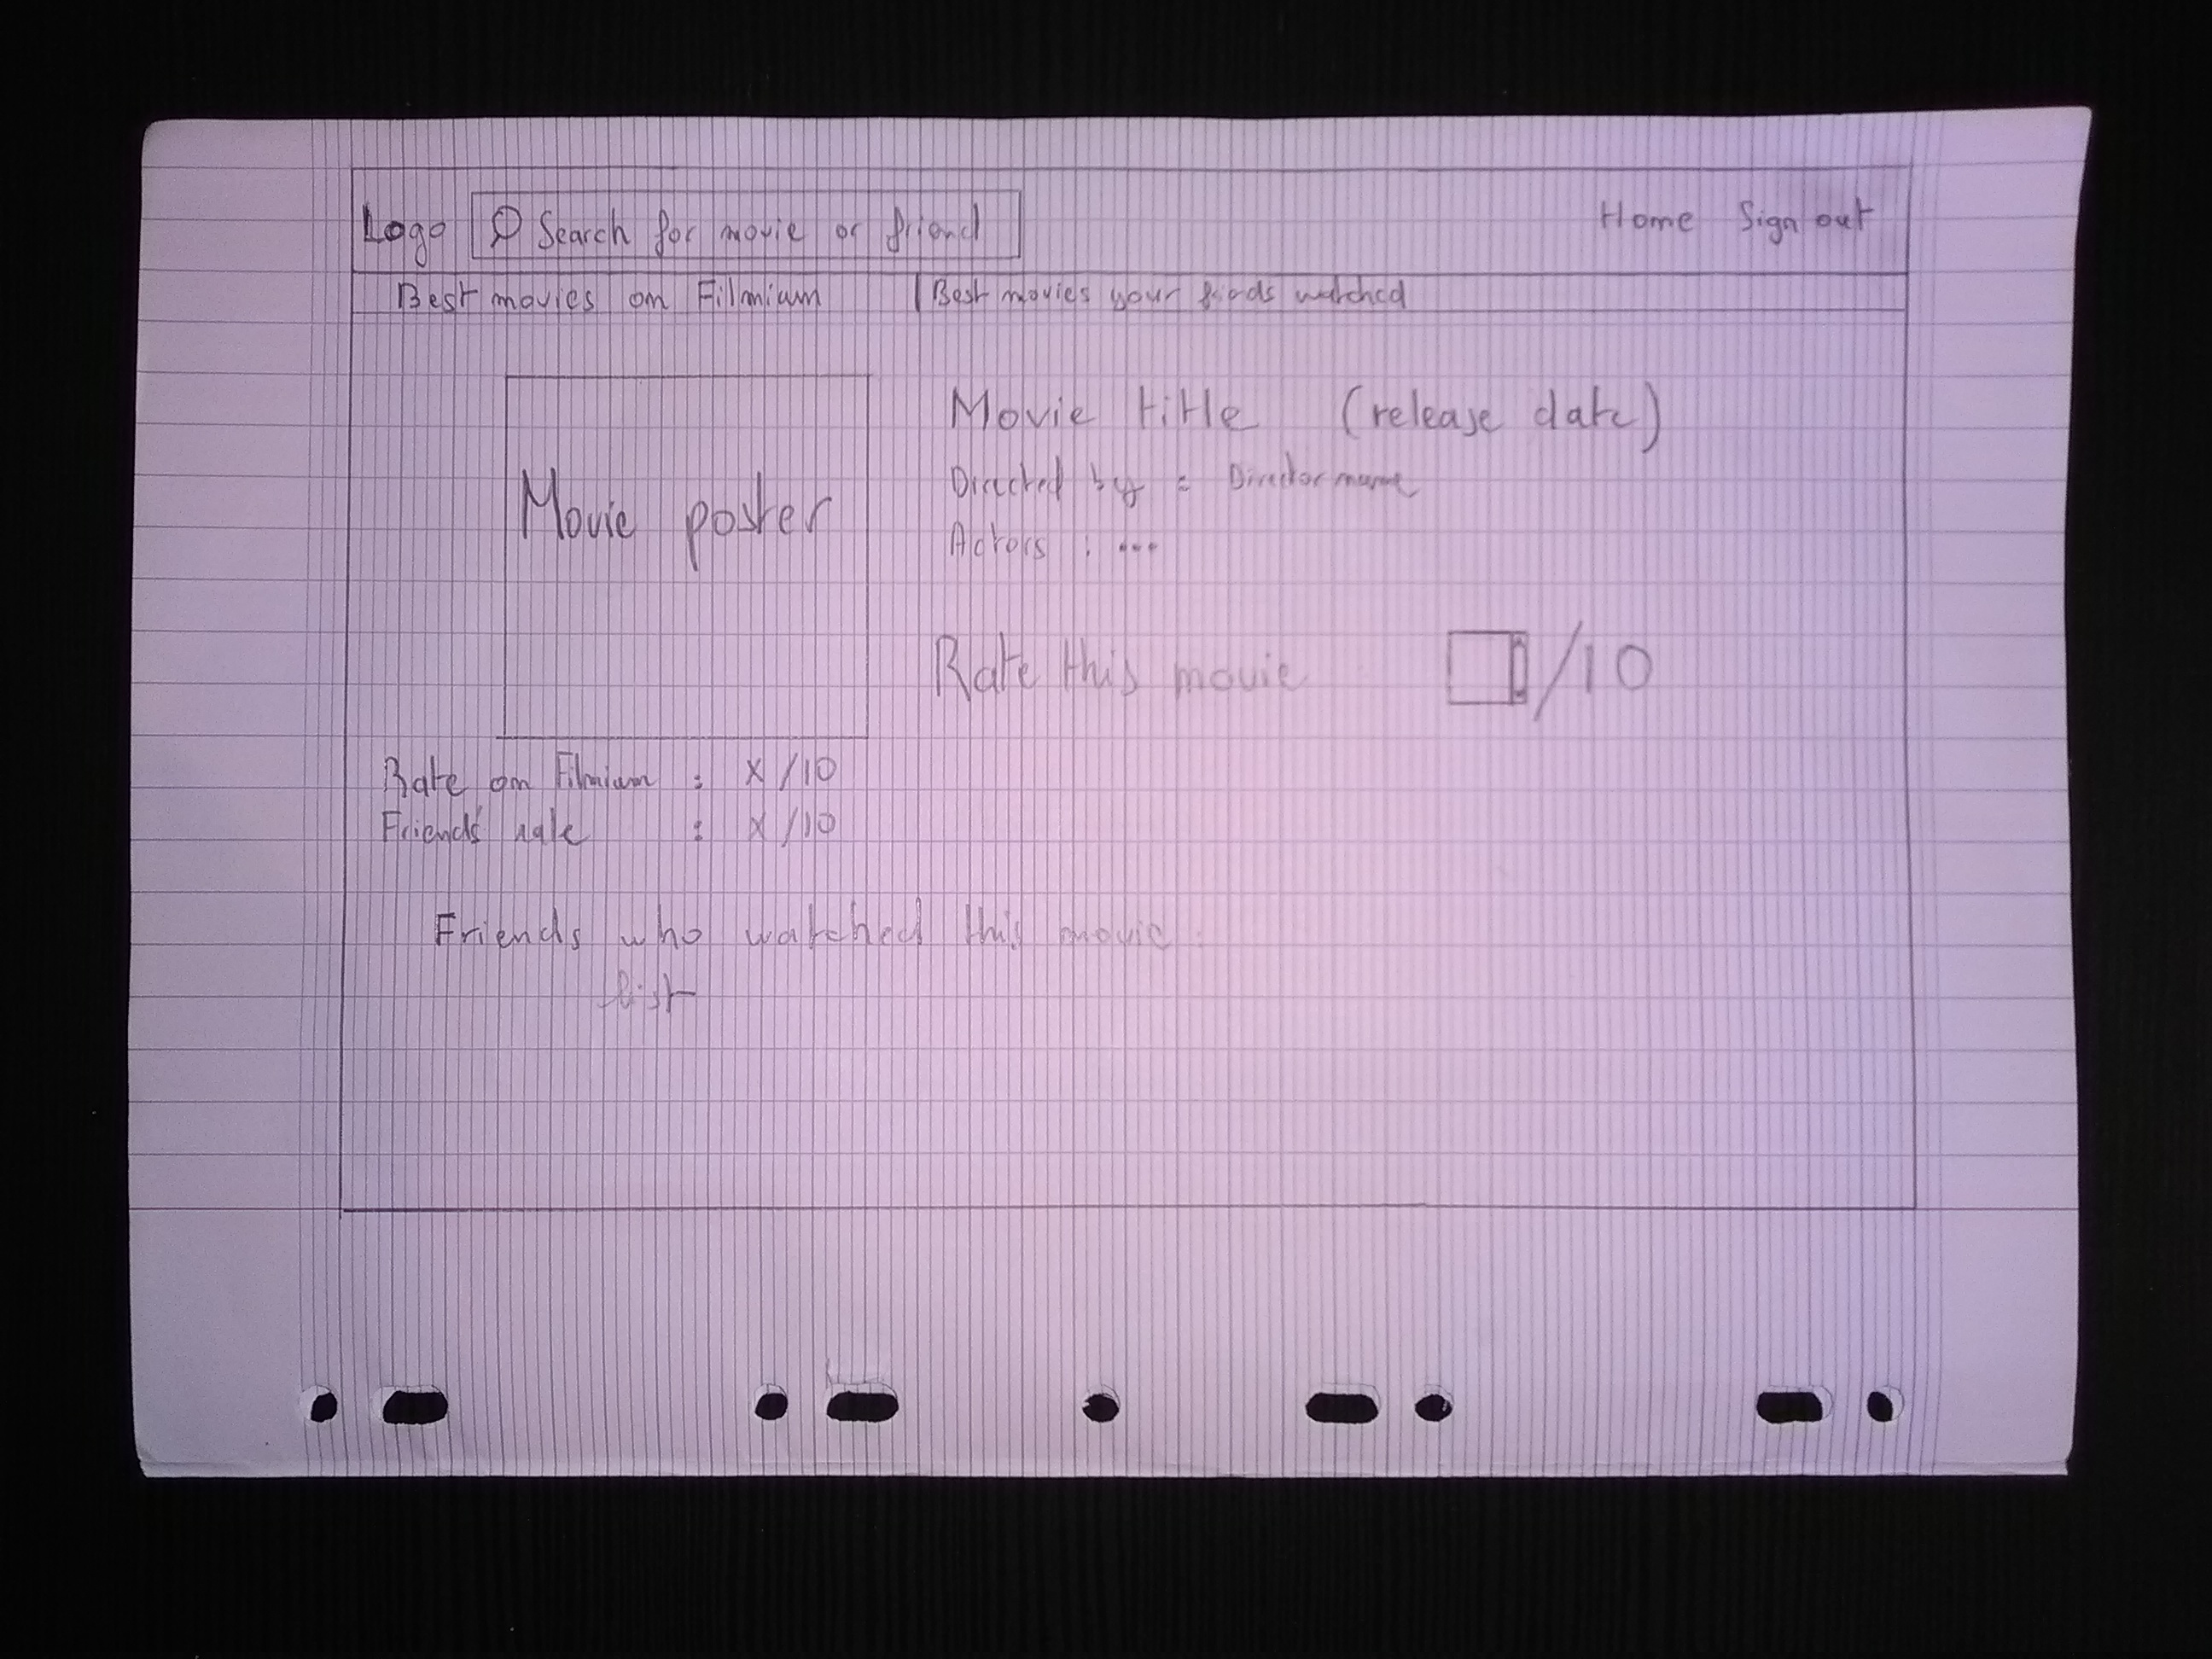 Logo Search for movie or friend Home Sign out
Best movies on Filmium | Best movies your friends watched
Movie poster
Movie title (release date)
Directed by : Director name
Actors : ...
Rate this movie /10
Rate on Filmium : X/10
Friends' rate : X/10
Friends who watched this movie :
list